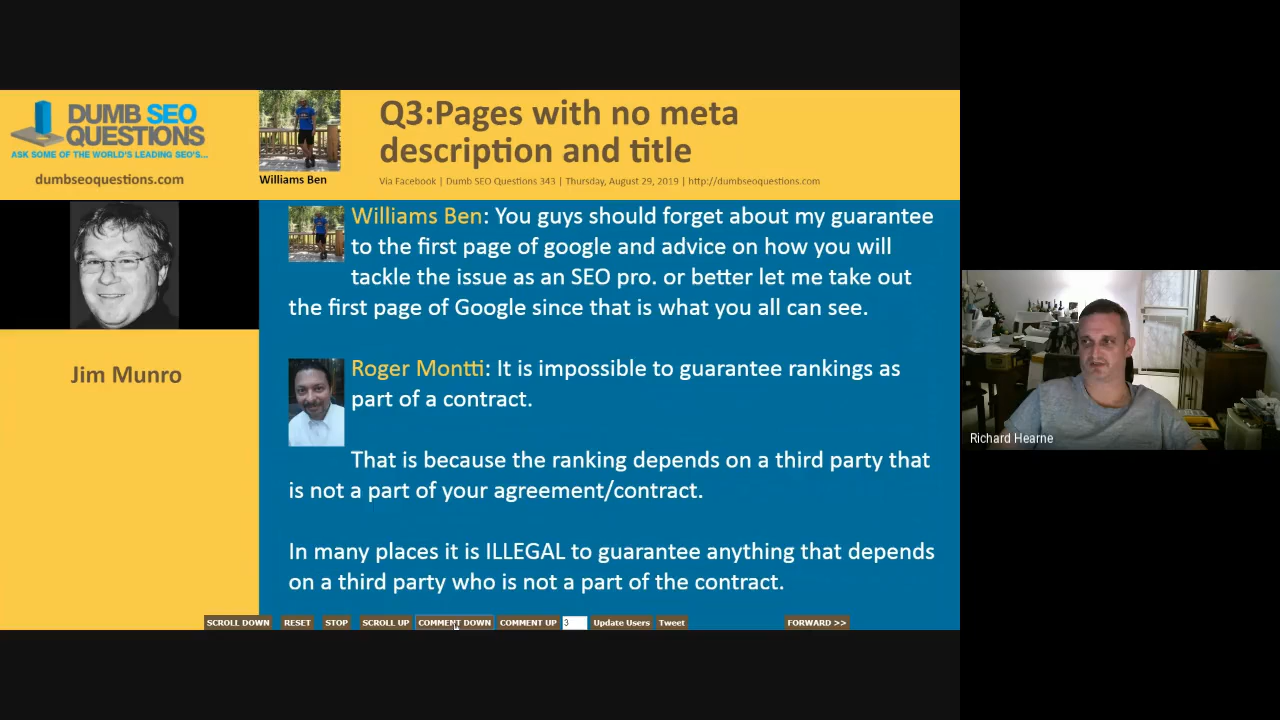 DUMB SEO
QUESTIONS
ASK SOME OF THE WORLD'S LEADING SEO'S...
dumbseoquestions.com
Williams Ben
Q3:Pages with no meta
description and title
Via Facebook | Dumb SEO Questions 343 | Thursday, August 29, 2019 | http://dumbseoquestions.com
Jim Munro
Williams Ben: You guys should forget about my guarantee
to the first page of google and advice on how you will
tackle the issue as an SEO pro. or better let me take out
the first page of Google since that is what you all can see.
Roger Montti: It is impossible to guarantee rankings as
part of a contract.
That is because the ranking depends on a third party that
is not a part of your agreement/contract.
In many places it is ILLEGAL to guarantee anything that depends
on a third party who is not a part of the contract.
SCROLL DOWN RESET STOP SCROLL UP COMMENT DOWN COMMENT UP 3 Update Users Tweet FORWARD >>
Richard Hearne